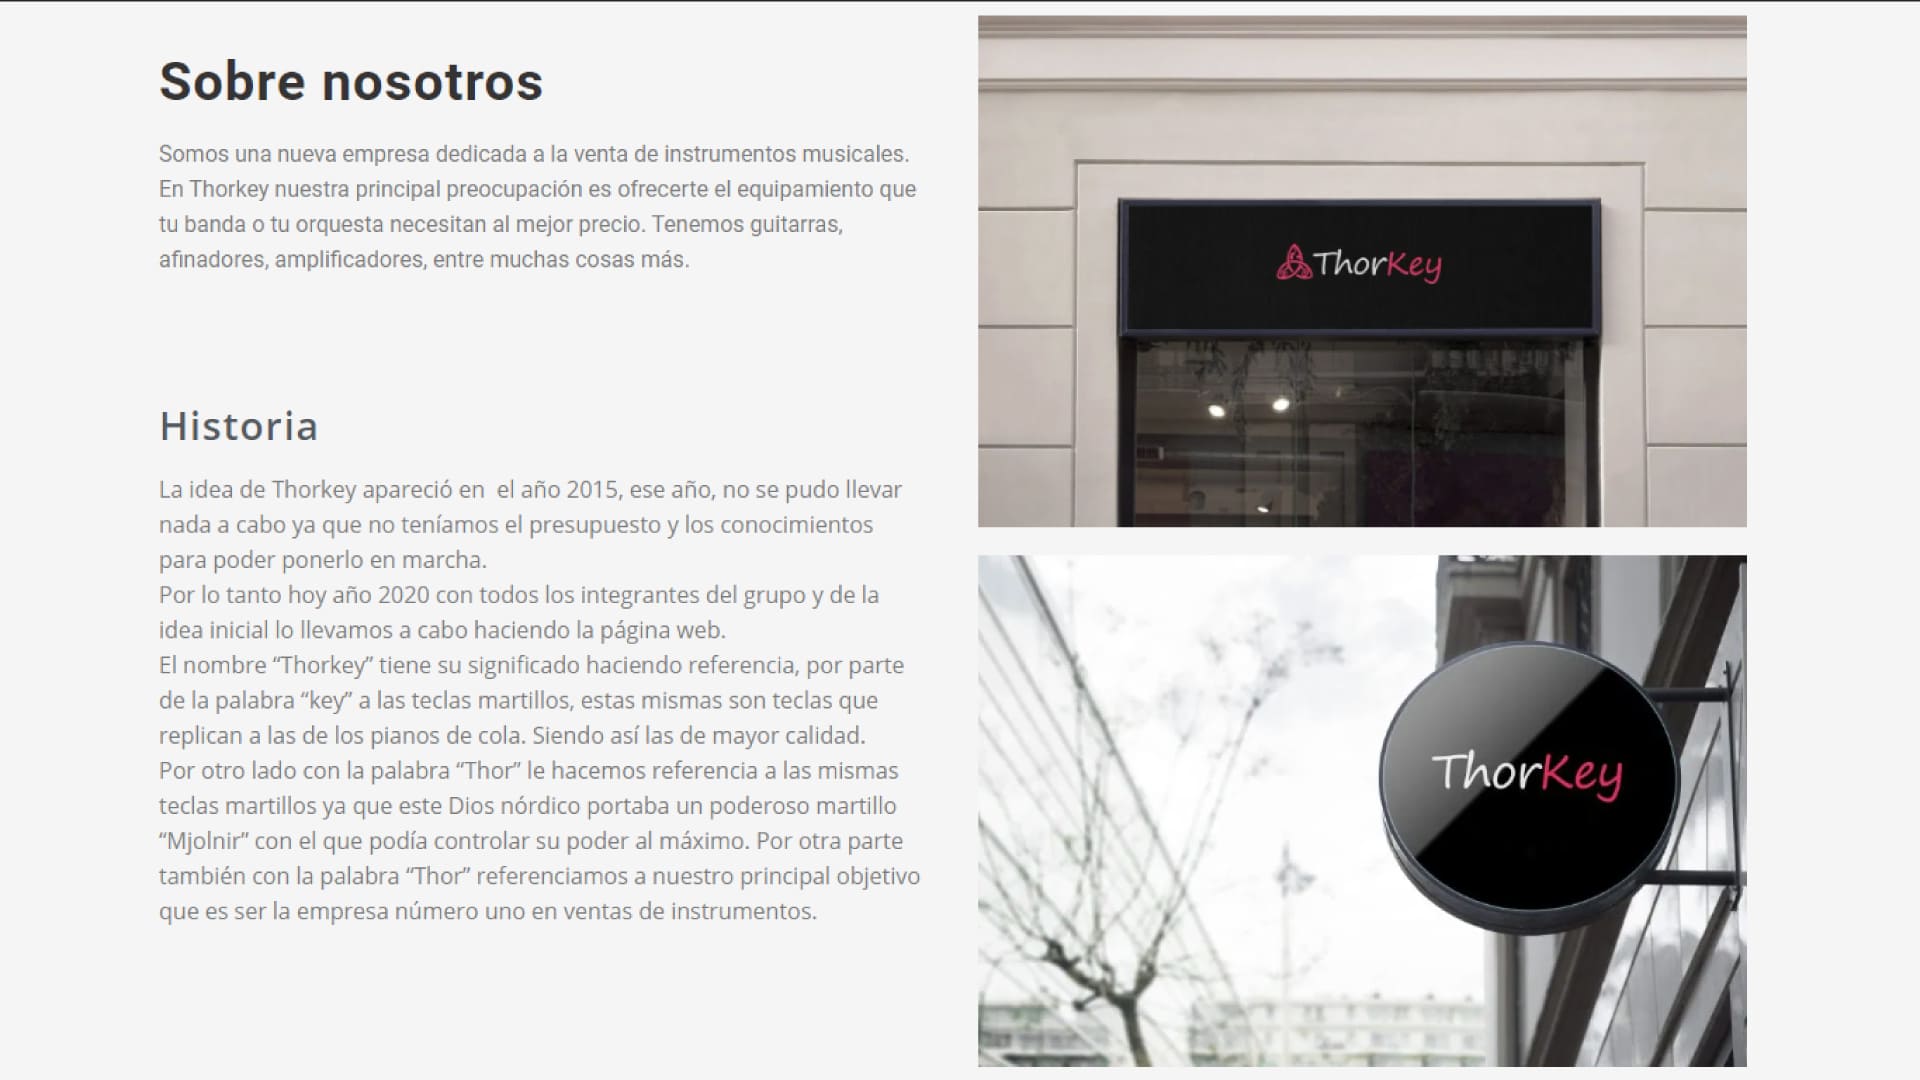 Sobre nosotros
Somos una nueva empresa dedicada a la venta de instrumentos musicales.
En Thorkey nuestra principal preocupación es ofrecerte el equipamiento que
tu banda o tu orquesta necesitan al mejor precio. Tenemos guitarras,
afinadores, amplificadores, entre muchas cosas más.
Historia
La idea de Thorkey apareció en  el año 2015, ese año, no se pudo llevar
nada a cabo ya que no teníamos el presupuesto y los conocimientos
para poder ponerlo en marcha.
Por lo tanto hoy año 2020 con todos los integrantes del grupo y de la
idea inicial lo llevamos a cabo haciendo la página web.
El nombre “Thorkey” tiene su significado haciendo referencia, por parte
de la palabra “key” a las teclas martillos, estas mismas son teclas que
replican a las de los pianos de cola. Siendo así las de mayor calidad.
Por otro lado con la palabra “Thor” le hacemos referencia a las mismas
teclas martillos ya que este Dios nórdico portaba un poderoso martillo
“Mjolnir” con el que podía controlar su poder al máximo. Por otra parte
también con la palabra “Thor” referenciamos a nuestro principal objetivo
que es ser la empresa número uno en ventas de instrumentos.
ThorKey
ThorKey